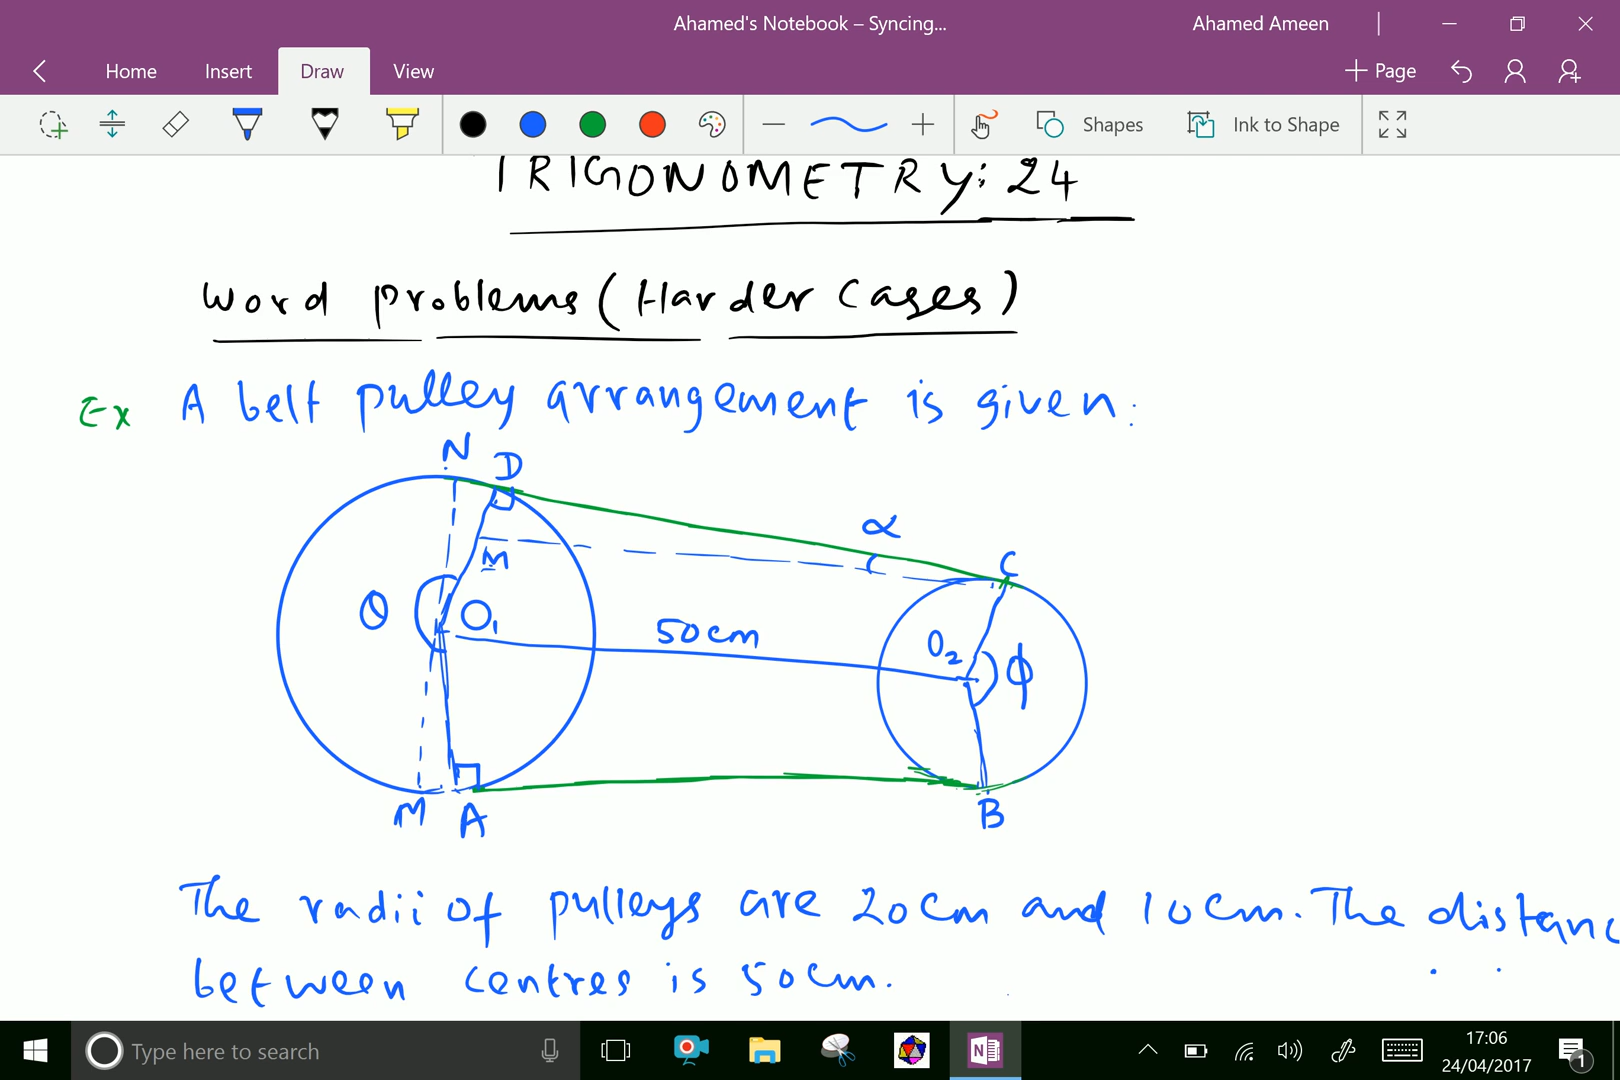 Ahamed's Notebook – Syncing...
Ahamed Ameen
Home Insert Draw View
Page
Shapes
Ink to Shape
TRIGONOMETRY: 24
Word problems (Harder Cases)
Ex A belt pulley arrangement is given:
N
D
α
M
C
θ
O1
50cm
O2
ϕ
M
A
B
The radii of pulleys are 20cm and 10cm. The distanc
between centres is 50cm.
Type here to search
17:06
24/04/2017
1